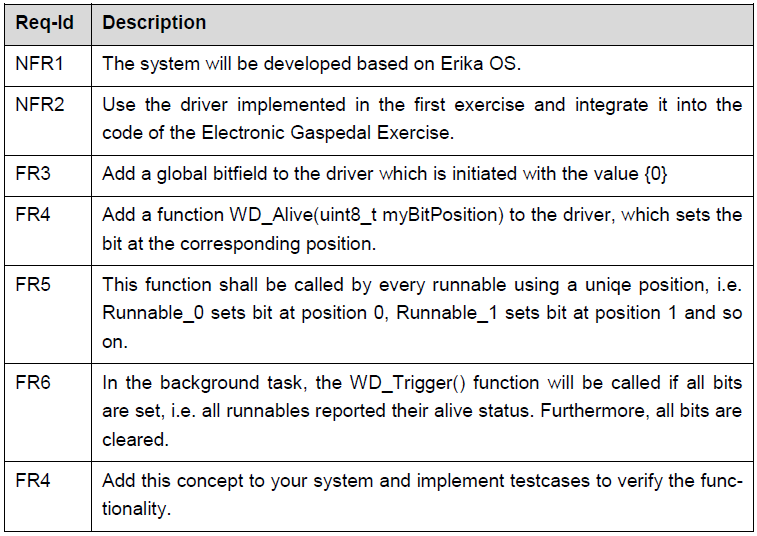 Req-Id Description
NFR1 The system will be developed based on Erika OS.
NFR2 Use the driver implemented in the first exercise and integrate it into the
code of the Electronic Gaspedal Exercise.
FR3 Add a global bitfield to the driver which is initiated with the value {0}
FR4 Add a function WD_Alive(uint8_t myBitPosition) to the driver, which sets the
bit at the corresponding position.
FR5 This function shall be called by every runnable using a uniqe position, i.e.
Runnable_0 sets bit at position 0, Runnable_1 sets bit at position 1 and so
on.
FR6 In the background task, the WD_Trigger() function will be called if all bits
are set, i.e. all runnables reported their alive status. Furthermore, all bits are
cleared.
FR4 Add this concept to your system and implement testcases to verify the func-
tionality.